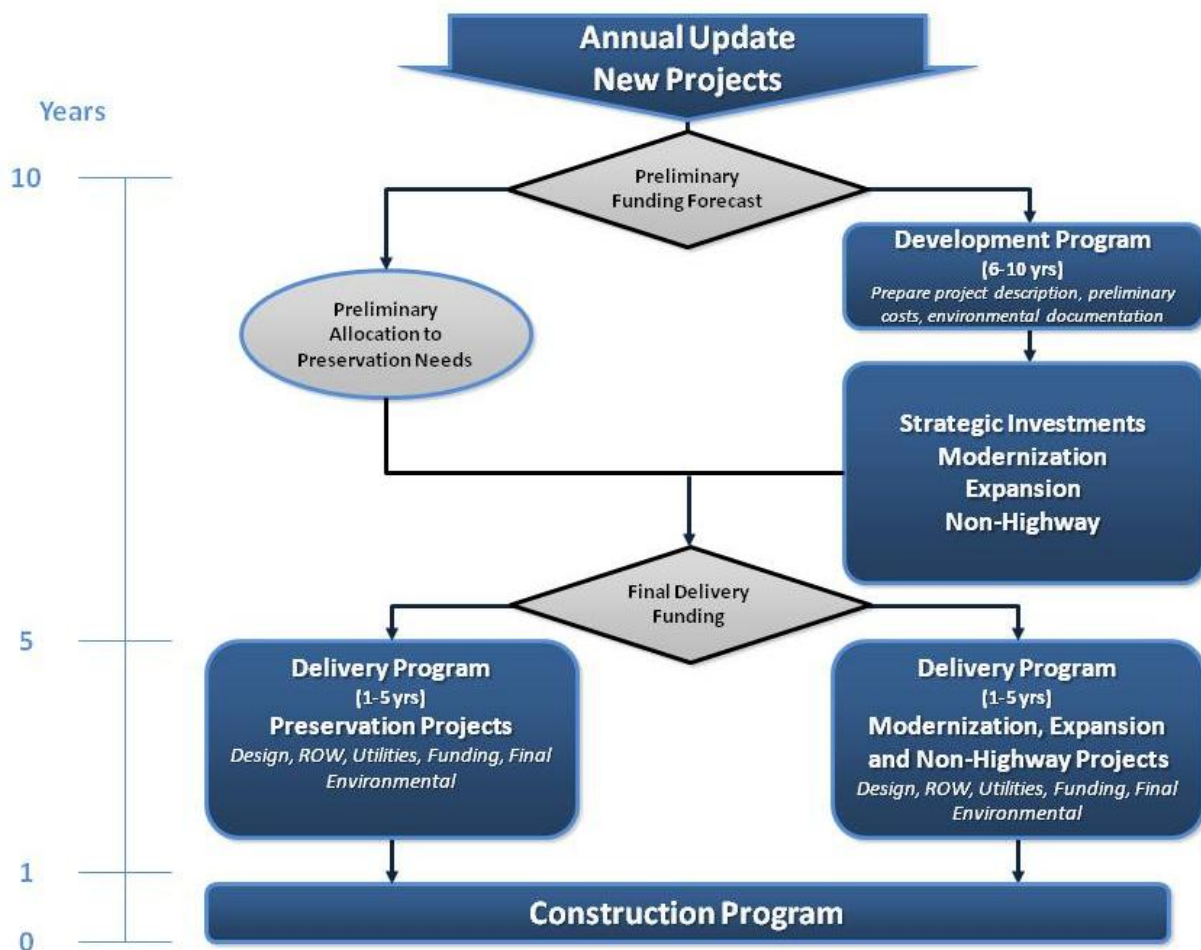 Annual Update
New Projects
Years
10
Preliminary
Funding Forecast
Development Program
(6-10 yrs)
Prepare project description, preliminary
costs, environmental documentation
Preliminary
Allocation to
Preservation Needs
Strategic Investments
Modernization
Expansion
Non-Highway
Final Delivery
Funding
5
Delivery Program
(1-5 yrs)
Preservation Projects
Design, ROW, Utilities, Funding, Final
Environmental
Delivery Program
(1-5 yrs)
Modernization, Expansion
and Non-Highway Projects
Design, ROW, Utilities, Funding, Final
Environmental
1
Construction Program
0